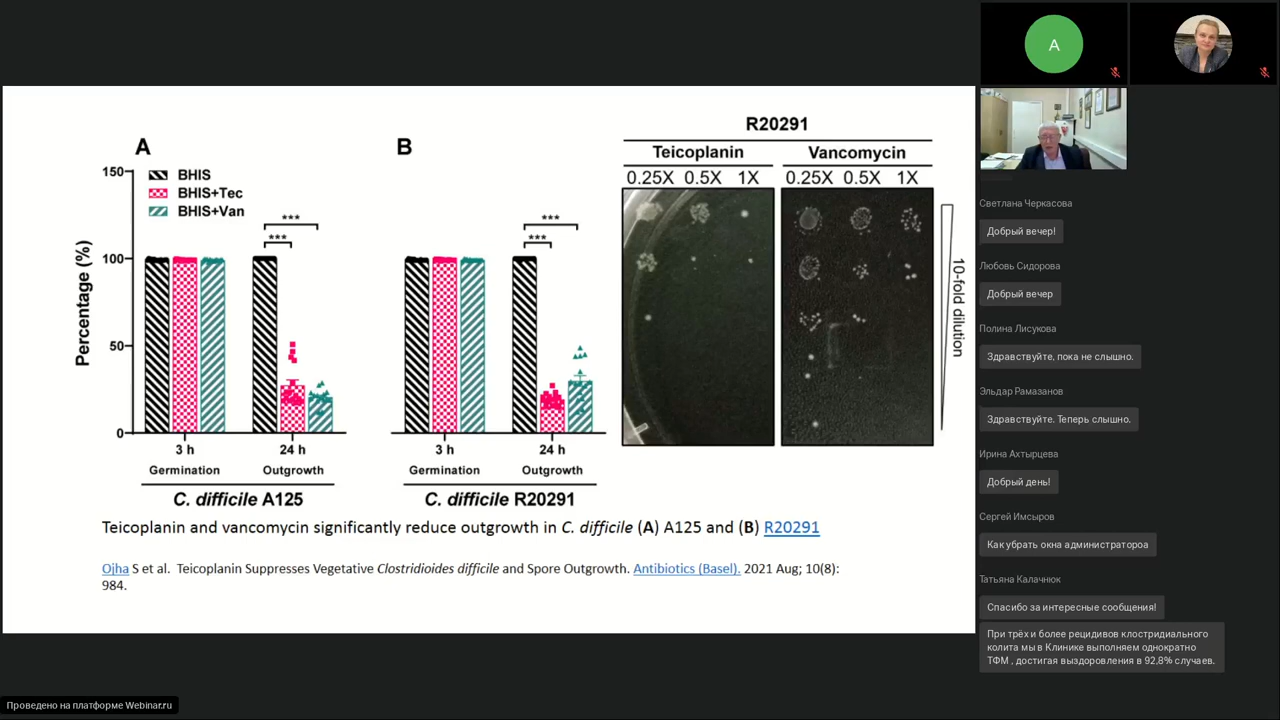 A
B
BHIS
BHIS+Tec
BHIS+Van
150
100
50
0
Percentage (%)
***
***
3 h
24 h
Germination
Outgrowth
C. difficile A125
***
***
3 h
24 h
Germination
Outgrowth
C. difficile R20291
R20291
Teicoplanin
Vancomycin
0.25X 0.5X 1X
0.25X 0.5X 1X
10-fold dilution
Teicoplanin and vancomycin significantly reduce outgrowth in C. difficile (A) A125 and (B) R20291
Ojha S et al. Teicoplanin Suppresses Vegetative Clostridioides difficile and Spore Outgrowth. Antibiotics (Basel). 2021 Aug; 10(8):
984.
A
Светлана Черкасова
Добрый вечер!
Любовь Сидорова
Добрый вечер
Полина Лисукова
Здравствуйте, пока не слышно.
Эльдар Рамазанов
Здравствуйте. Теперь слышно.
Ирина Ахтырцева
Добрый день!
Сергей Имсыров
Как убрать окна администратороа
Татьяна Калачнюк
Спасибо за интересные сообщения!
При трёх и более рецидивов клостридиального
колита мы в Клинике выполняем однократно
ТФМ , достигая выздоровления в 92,8% случаев.
Проведено на платформе Webinar.ru